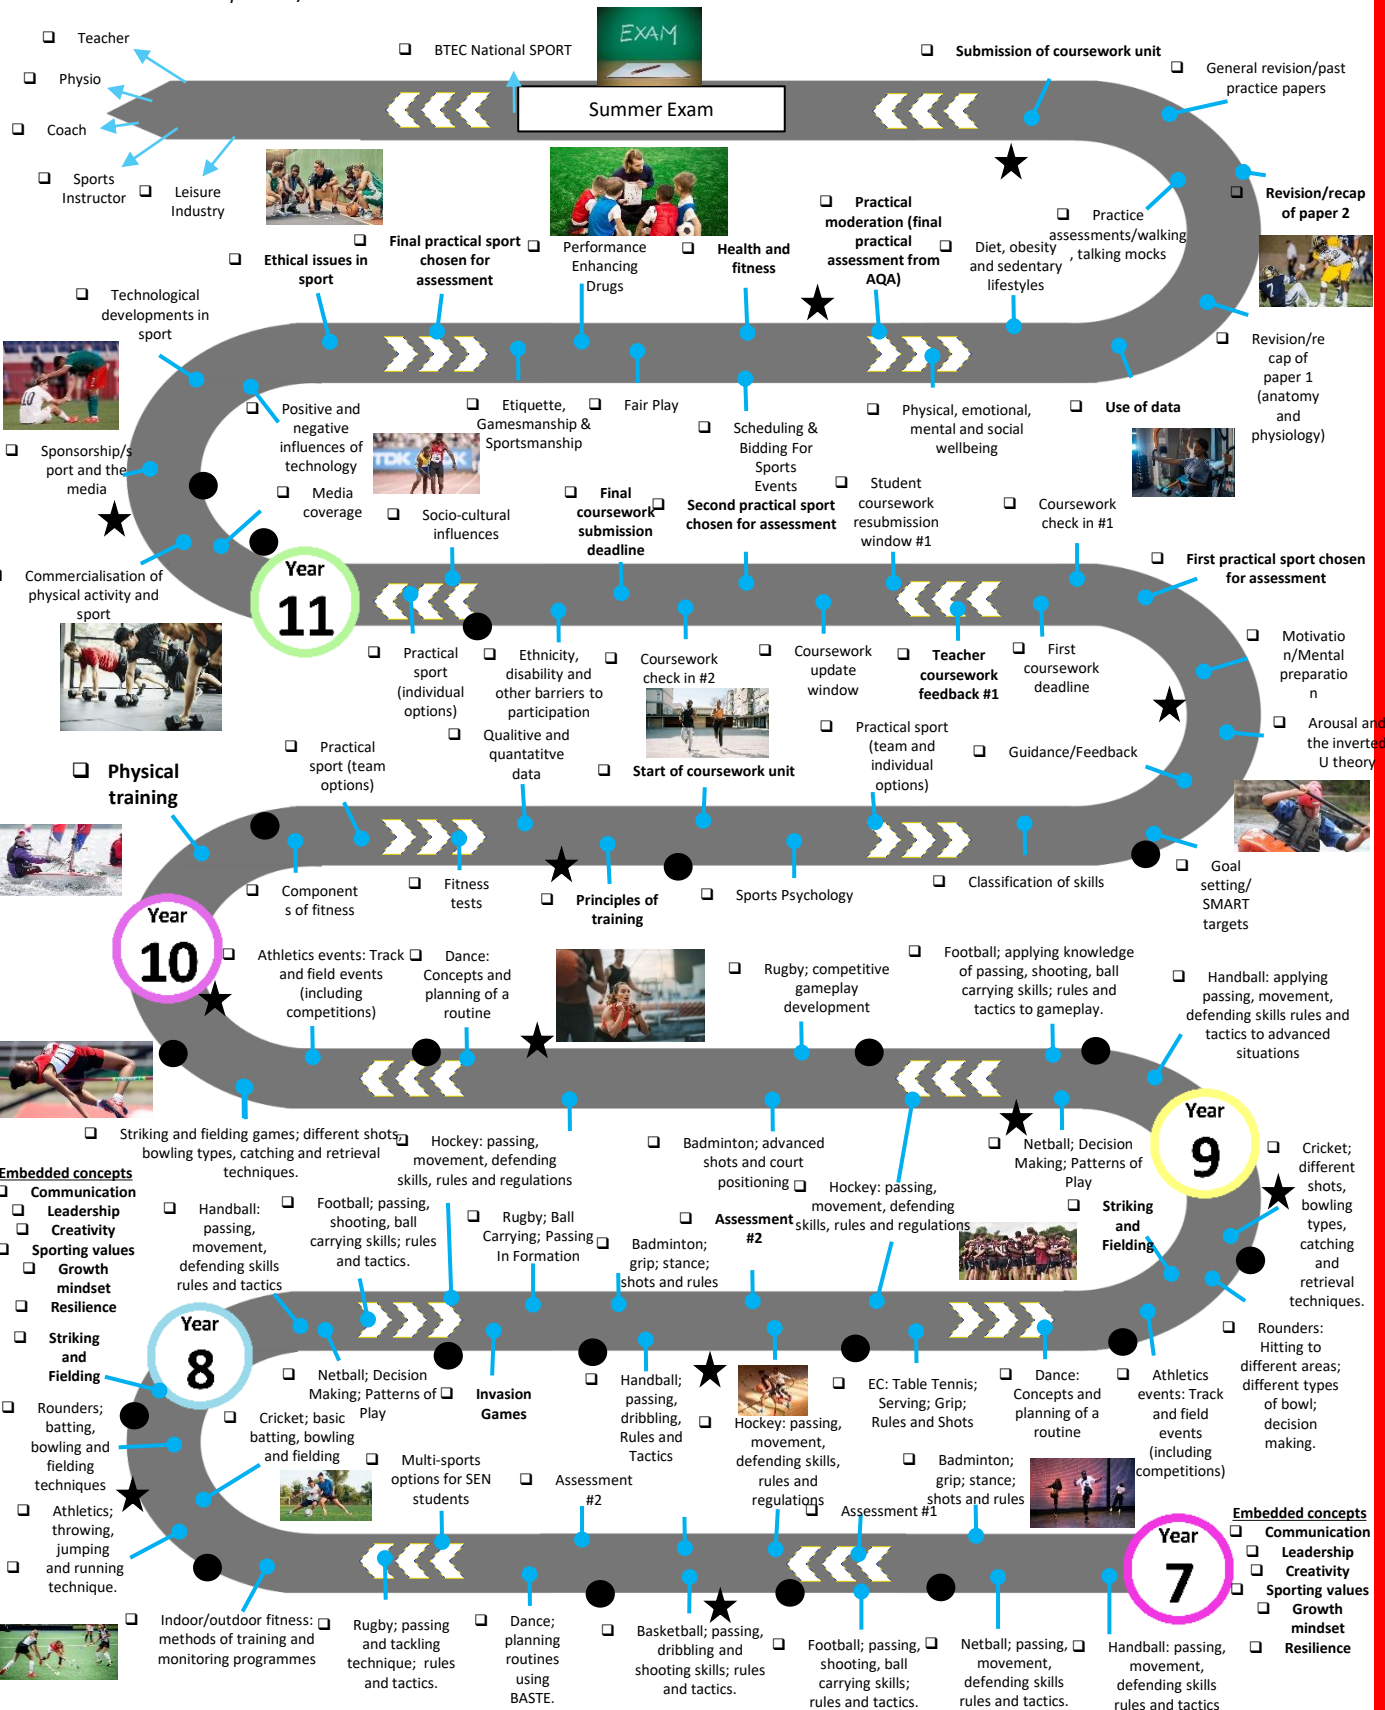 Teacher
Physio
Coach
Sports
Instructor
Leisure
Industry
BTEC National SPORT
EXAM
Summer Exam
Submission of coursework unit
General revision/past
practice papers
Revision/recap
of paper 2
Practice
assessments/walking
, talking mocks
Revision/re
cap of
paper 1
(anatomy
and
physiology)
Use of data
Diet, obesity
and sedentary
lifestyles
Practical
moderation (final
practical
assessment from
AQA)
Physical, emotional,
mental and social
wellbeing
Health and
fitness
Scheduling &
Bidding For
Sports
Events
Performance
Enhancing
Drugs
Fair Play
Etiquette,
Gamesmanship &
Sportsmanship
Final practical sport
chosen for
assessment
Ethical issues in
sport
Technological
developments in
sport
Positive and
negative
influences of
technology
Sponsorship/s
port and the
media
Media
coverage
Commercialisation of
physical activity and
sport
TDK
Year
11
Socio-cultural
influences
Practical
sport
(individual
options)
Ethnicity,
disability and
other barriers to
participation
Final
coursework
submission
deadline
Coursework
check in #2
Second practical sport
chosen for assessment
Coursework
update
window
Student
coursework
resubmission
window #1
Teacher
coursework
feedback #1
First
coursework
deadline
Coursework
check in #1
First practical sport chosen
for assessment
Motivatio
n/Mental
preparatio
n
Arousal and
the inverted
U theory
Guidance/Feedback
Goal
setting/
SMART
targets
Classification of skills
Practical sport
(team and
individual
options)
Sports Psychology
Start of coursework unit
Principles of
training
Qualitive and
quantatitve
data
Fitness
tests
Practical
sport (team
options)
Component
s of fitness
Physical
training
Year
10
Athletics events: Track
and field events
(including
competitions)
Dance:
Concepts and
planning of a
routine
Rugby; competitive
gameplay
development
Football; applying knowledge
of passing, shooting, ball
carrying skills; rules and
tactics to gameplay.
Handball: applying
passing, movement,
defending skills rules and
tactics to advanced
situations
Striking and fielding games; different shots,
bowling types, catching and retrieval
techniques.
Hockey: passing,
movement, defending
skills, rules and regulations
Badminton; advanced
shots and court
positioning
Hockey: passing,
movement, defending
skills, rules and regulations
Netball; Decision
Making; Patterns of
Play
Year
9
Cricket;
different
shots,
bowling
types,
catching
and
retrieval
techniques.
Striking
and
Fielding
Rounders:
Hitting to
different areas;
different types
of bowl;
decision
making.
Athletics
events: Track
and field
events
(including
competitions)
Dance:
Concepts and
planning of a
routine
EC: Table Tennis;
Serving; Grip;
Rules and Shots
Assessment
#2
Hockey: passing,
movement,
defending skills,
rules and
regulations
Badminton;
grip; stance;
shots and rules
Handball;
passing,
dribbling,
Rules and
Tactics
Rugby; Ball
Carrying; Passing
In Formation
Invasion
Games
Football; passing,
shooting, ball
carrying skills; rules
and tactics.
Netball; Decision
Making; Patterns of
Play
Handball:
passing,
movement,
defending skills
rules and tactics
Embedded concepts
Communication
Leadership
Creativity
Sporting values
Growth
mindset
Resilience
Year
8
Striking
and
Fielding
Rounders;
batting,
bowling and
fielding
techniques
Cricket; basic
batting, bowling
and fielding
Athletics;
throwing,
jumping
and running
technique.
Indoor/outdoor fitness:
methods of training and
monitoring programmes
Multi-sports
options for SEN
students
Rugby; passing
and tackling
technique; rules
and tactics.
Dance;
planning
routines
using
BASTE.
Assessment
#2
Basketball; passing,
dribbling and
shooting skills; rules
and tactics.
Assessment #1
Football; passing,
shooting, ball
carrying skills;
rules and tactics.
Badminton;
grip; stance;
shots and rules
Netball; passing,
movement,
defending skills
rules and tactics.
Handball: passing,
movement,
defending skills
rules and tactics
Year
7
Embedded concepts
Communication
Leadership
Creativity
Sporting values
Growth
mindset
Resilience